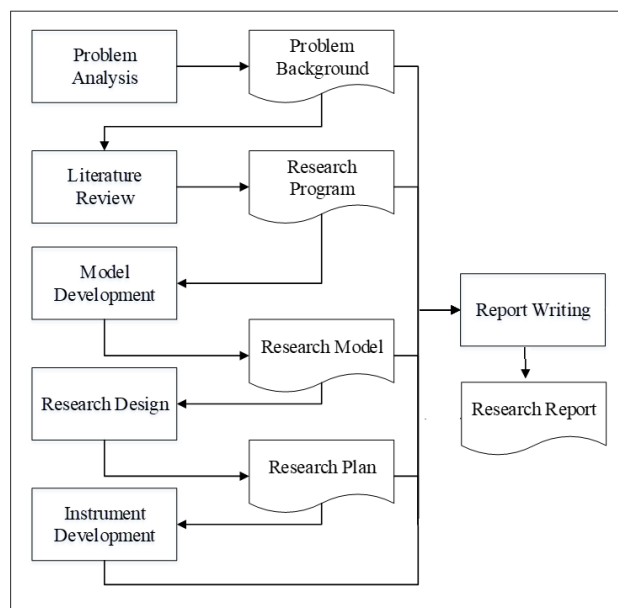 Problem
Analysis
Problem
Background
Literature
Review
Research
Program
Model
Development
Research Model
Research Design
Research Plan
Instrument
Development
Report Writing
Research Report